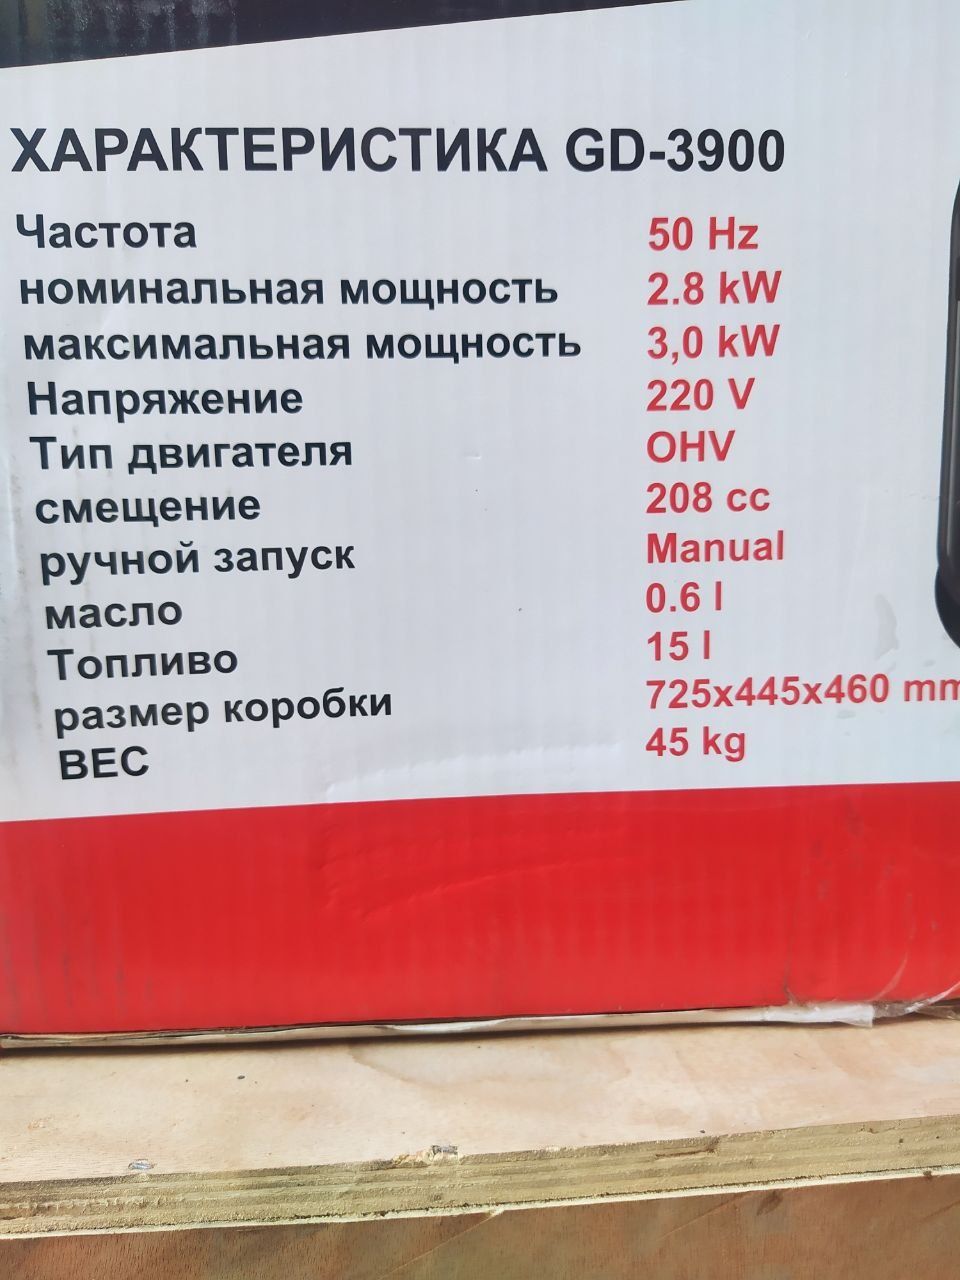 ХАРАКТЕРИСТИКА GD-3900
Частота 50 Hz
номинальная мощность 2.8 kW
максимальная мощность 3,0 kW
Напряжение 220 V
Тип двигателя OHV
смещение 208 cc
ручной запуск Manual
масло 0.6 l
Топливо 15 l
размер коробки 725x445x460 mm
ВЕС 45 kg